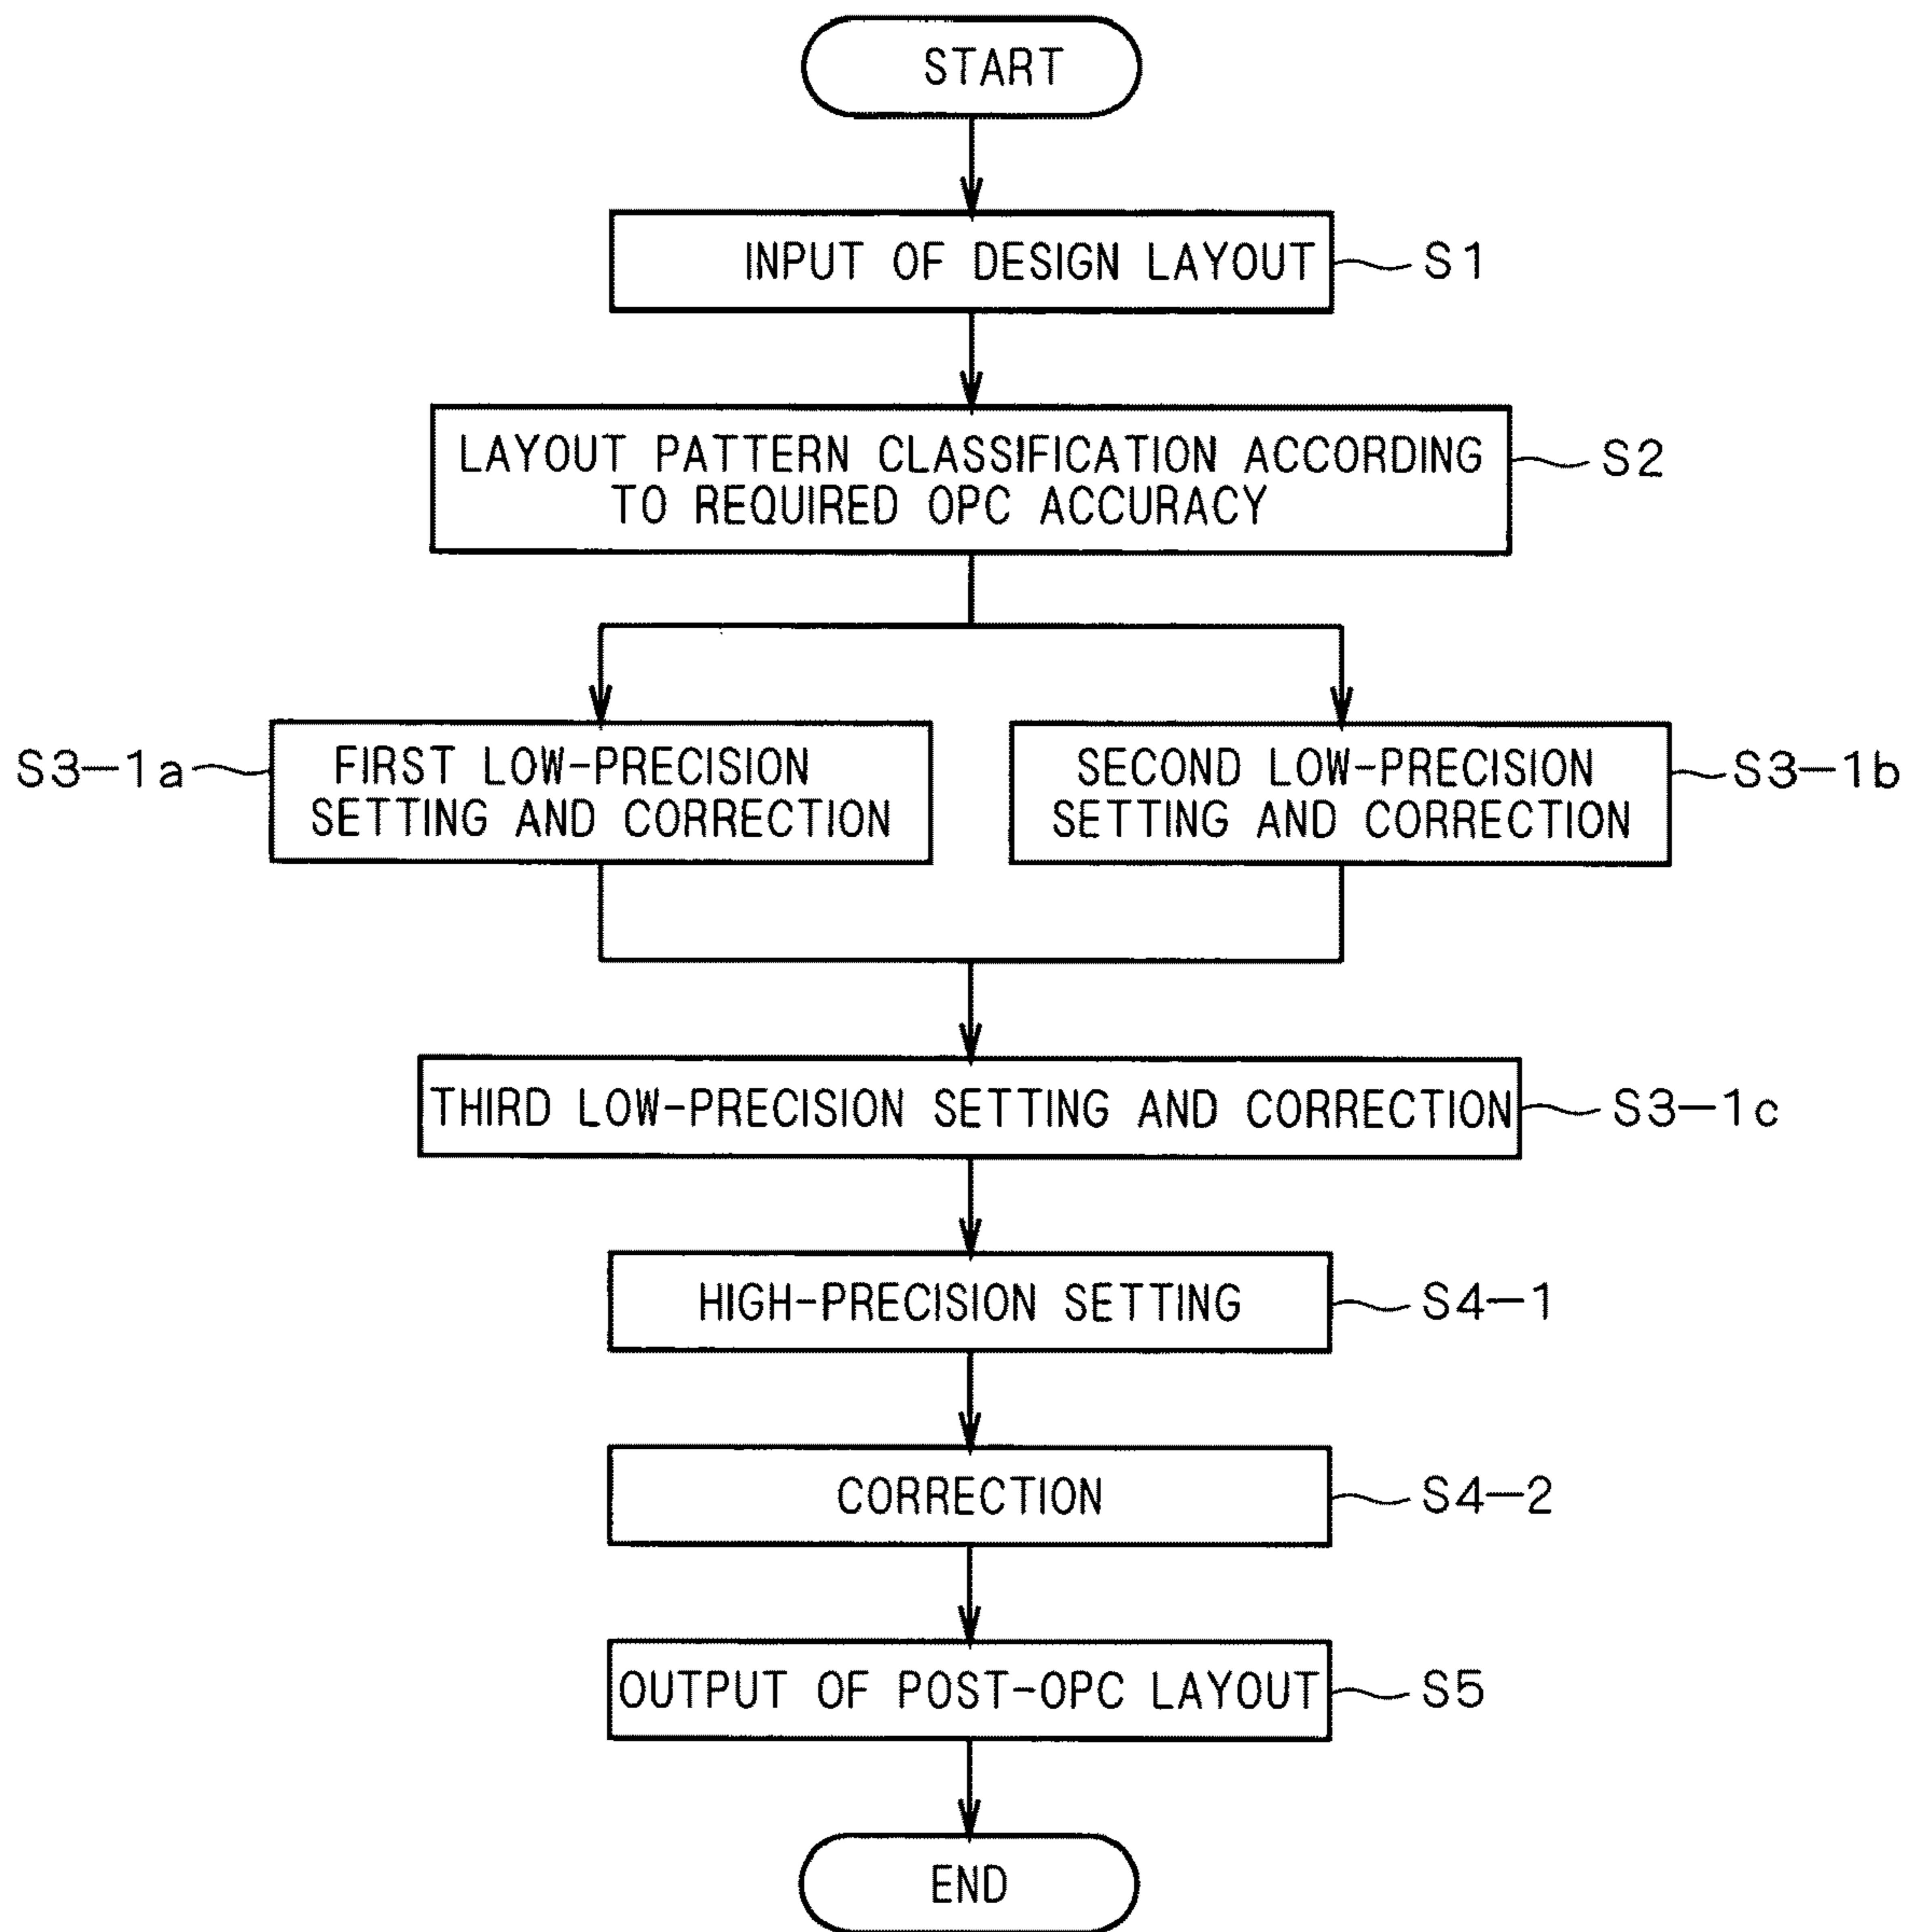 START
INPUT OF DESIGN LAYOUT
S1
LAYOUT PATTERN CLASSIFICATION ACCORDING
TO REQUIRED OPC ACCURACY
S2
S3-1a
FIRST LOW-PRECISION
SETTING AND CORRECTION
SECOND LOW-PRECISION
SETTING AND CORRECTION
S3-1b
THIRD LOW-PRECISION SETTING AND CORRECTION
S3-1c
HIGH-PRECISION SETTING
S4-1
CORRECTION
S4-2
OUTPUT OF POST-OPC LAYOUT
S5
END